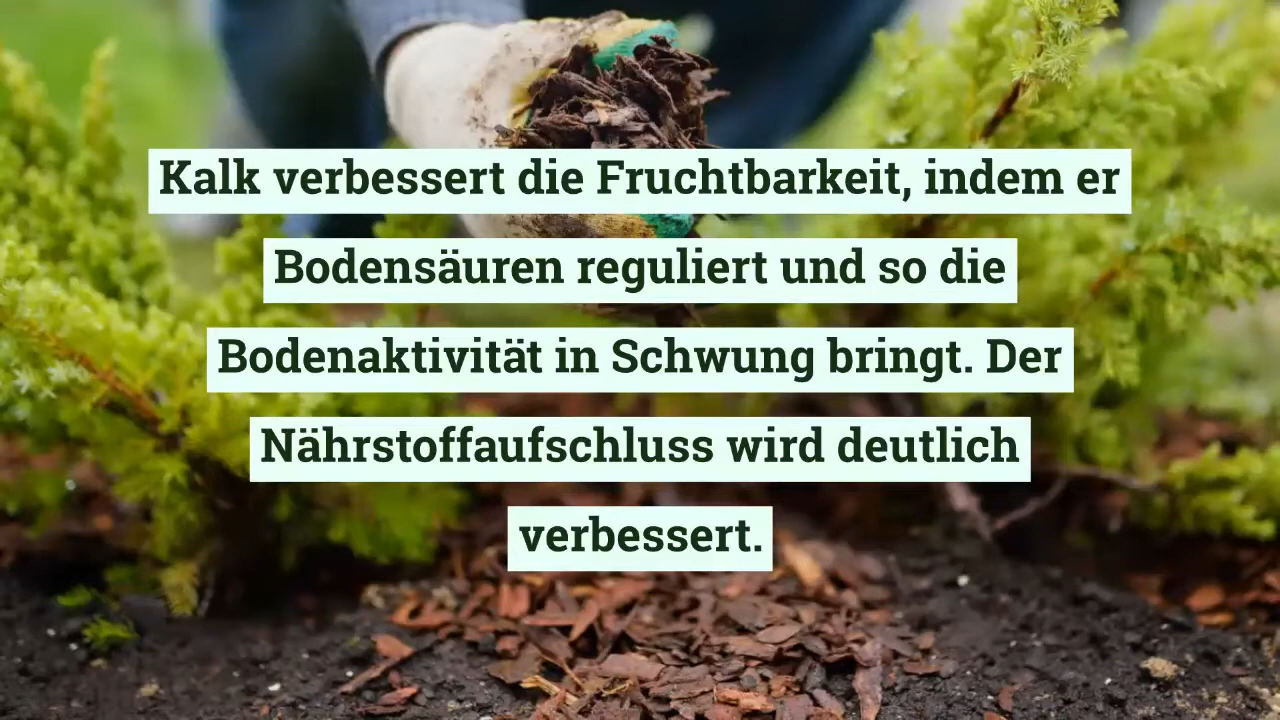 Kalk verbessert die Fruchtbarkeit, indem er
Bodensäuren reguliert und so die
Bodenaktivität in Schwung bringt. Der
Nährstoffaufschluss wird deutlich
verbessert.